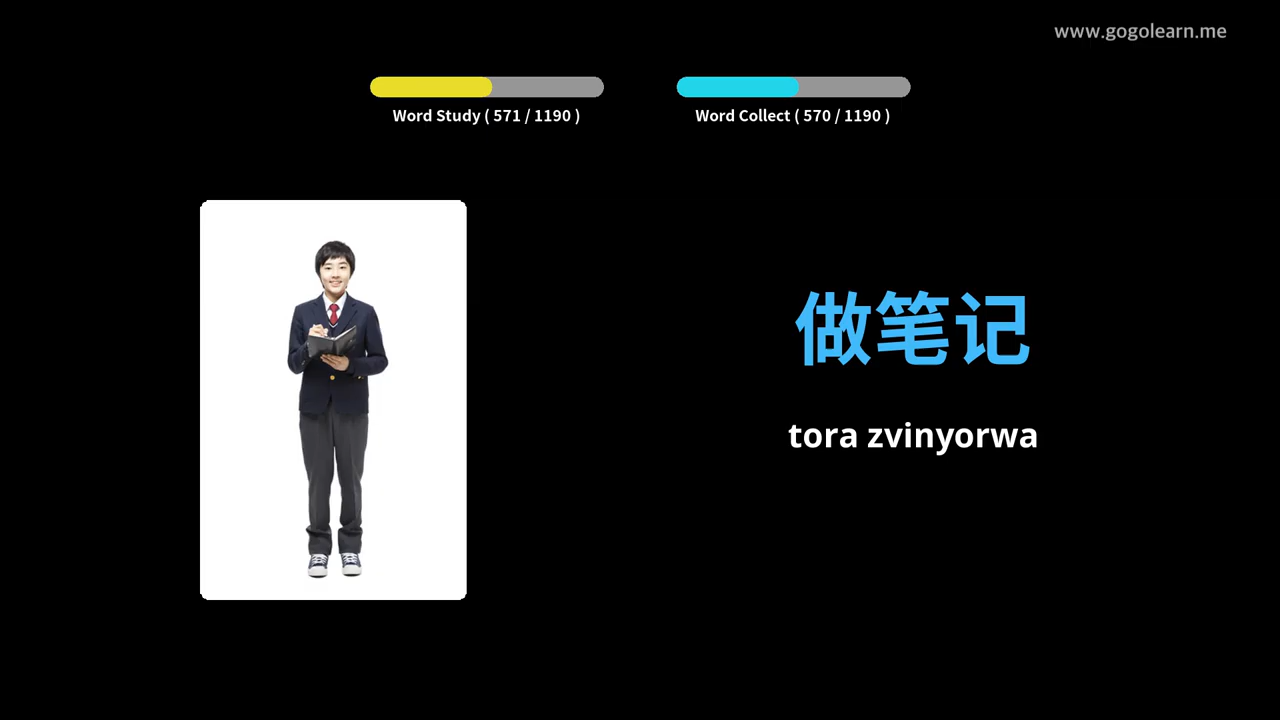 www.gogolearn.me
Word Study ( 571 / 1190 )
Word Collect ( 570 / 1190 )
做笔记
tora zvinyorwa